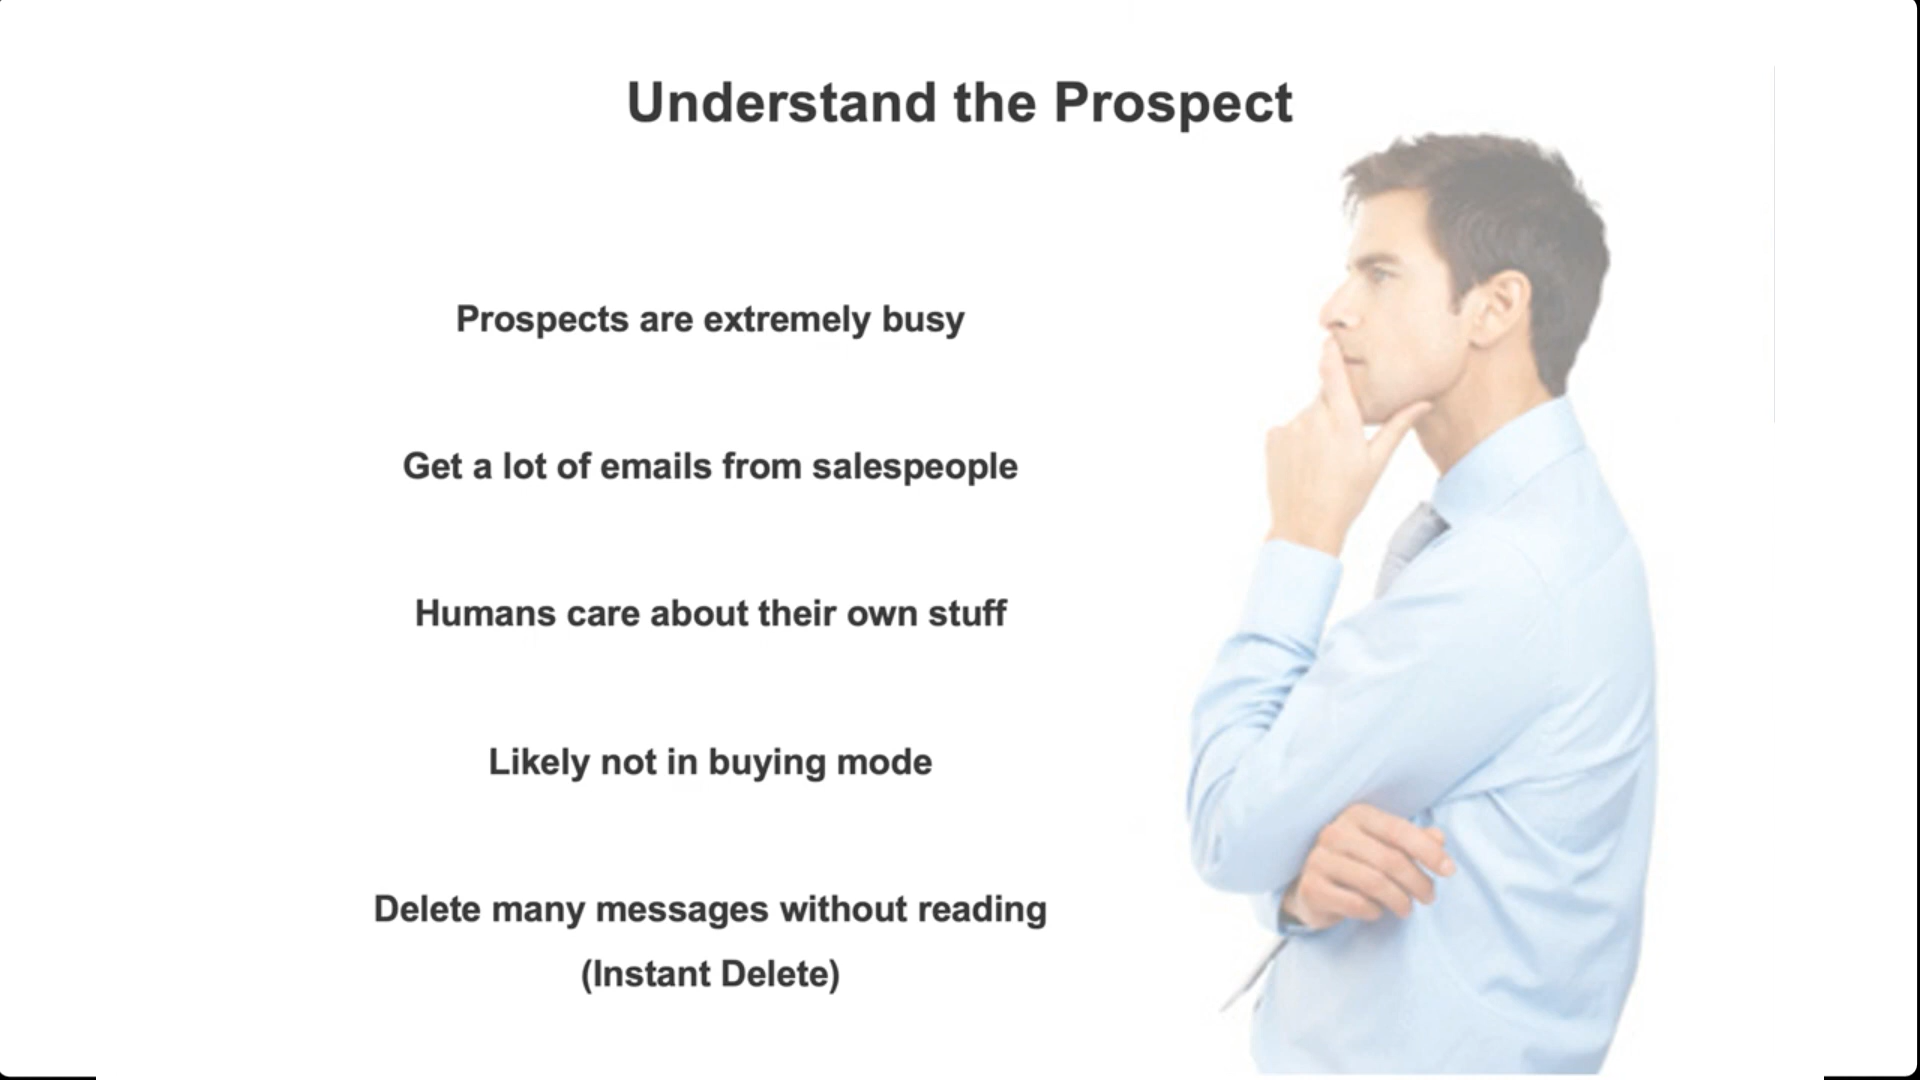 Understand the Prospect
Prospects are extremely busy
Get a lot of emails from salespeople
Humans care about their own stuff
Likely not in buying mode
Delete many messages without reading
(Instant Delete)